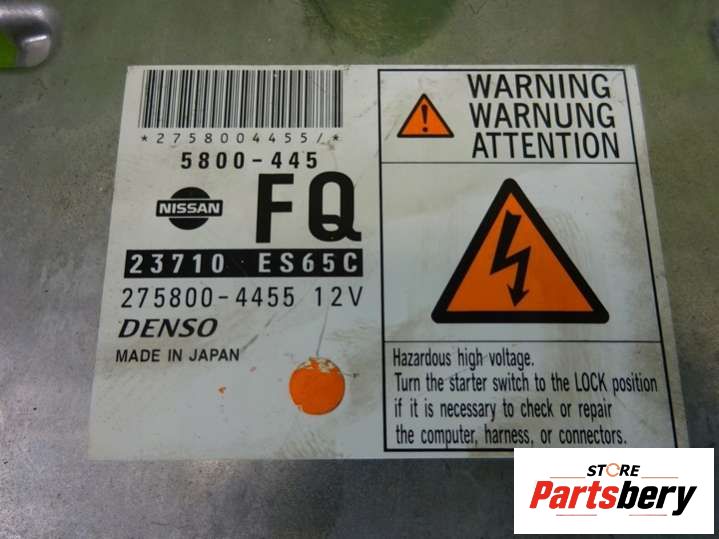 *2758004455/*
5800-445
NISSAN
FQ
23710 ES65C
275800-4455 12V
DENSO
MADE IN JAPAN
WARNING
WARNUNG
ATTENTION
Hazardous high voltage.
Turn the starter switch to the LOCK position
if it is necessary to check or repair
the computer, harness, or connectors.
STORE
Partsbery